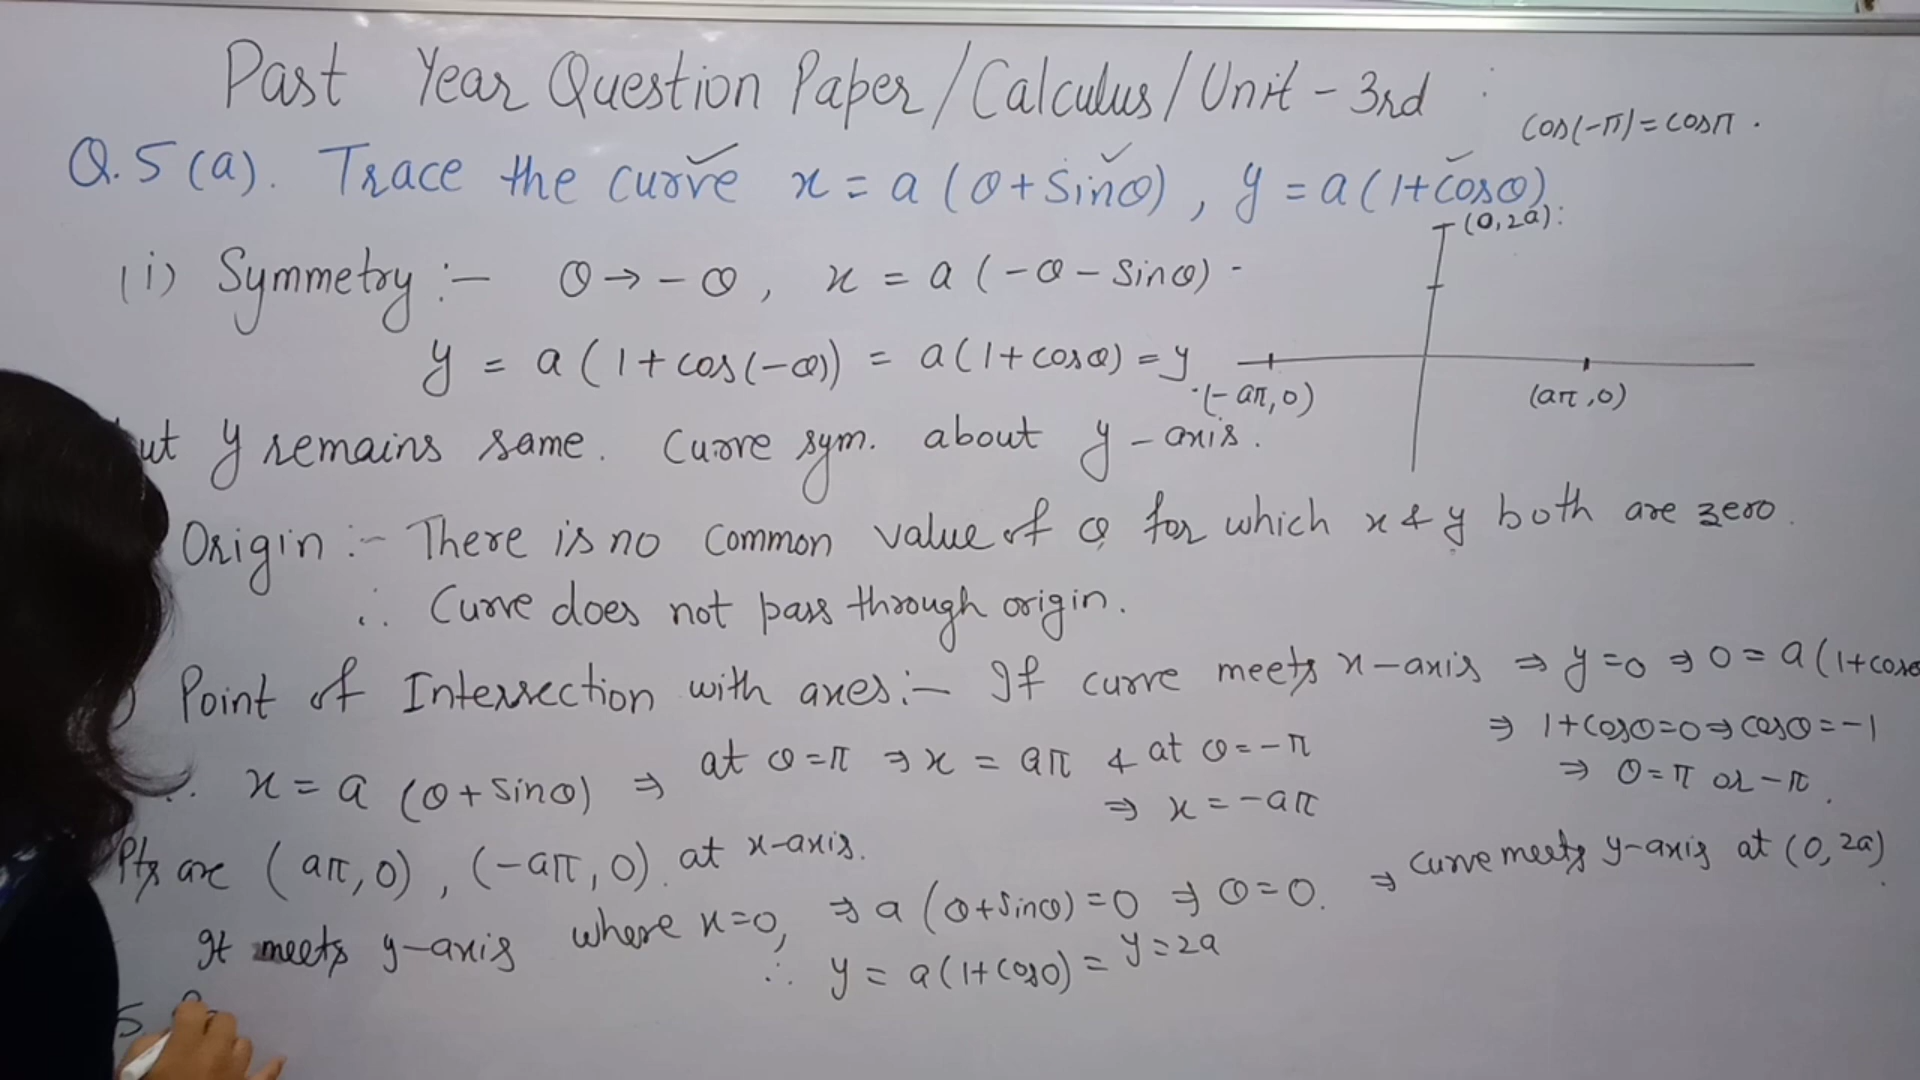 Past Year Question Paper/Calculus/Unit-3rd
cos(-π)=cosπ.
Q.5(a). Trace the curve x=a(θ+sinθ), y=a(1+cosθ)
(0,2a):
(i) Symmetry:- θ→-θ, x=a(-θ-sinθ)-
y = a(1+cos(-θ)) = a(1+cosθ)=y
(-aπ,0) (aπ,0)
ut y remains same. Curve sym. about y-axis.
Origin:- There is no common value of θ for which x & y both are zero.
∴ Curve does not pass through origin.
Point of Intersection with axes:- If curve meets x-axis ⇒ y=0 ⇒ 0=a(1+cosθ
⇒ 1+cosθ=0 ⇒ cosθ=-1
⇒ θ=π or -π.
∴ x=a(θ+sinθ) ⇒ at θ=π ⇒ x=aπ & at θ=-π
⇒ x=-aπ
Pts are (aπ,0), (-aπ,0). at x-axis.
It meets y-axis where x=0, ⇒ a(θ+sinθ)=0 ⇒ θ=0. ⇒ curve meets y-axis at (0,2a).
∴ y=a(1+cos0)= y=2a